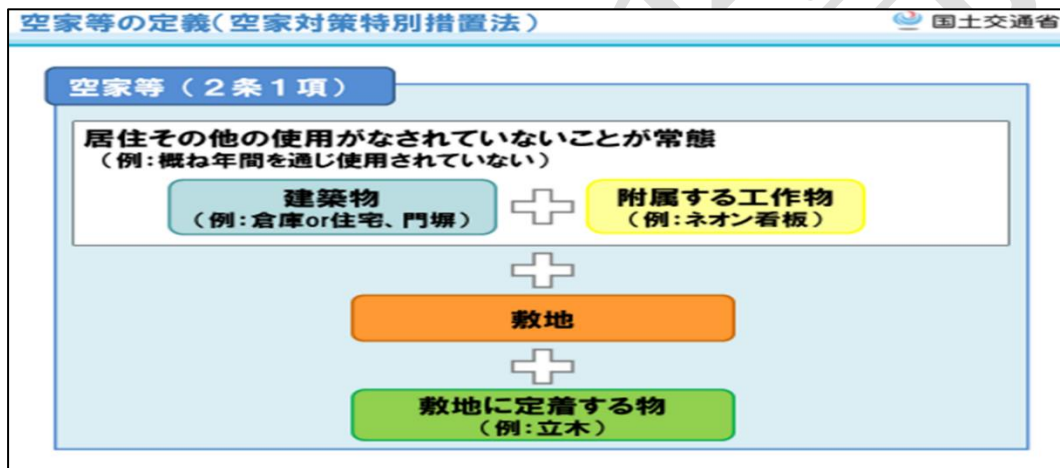 空家等の定義(空家対策特別措置法)
国土交通省
空家等(2条1項)
居住その他の使用がなされていないことが常態
(例:概ね年間を通じ使用されていない)
建築物
(例:倉庫or住宅、門塀)
附属する工作物
(例:ネオン看板)
敷地
敷地に定着する物
(例:立木)